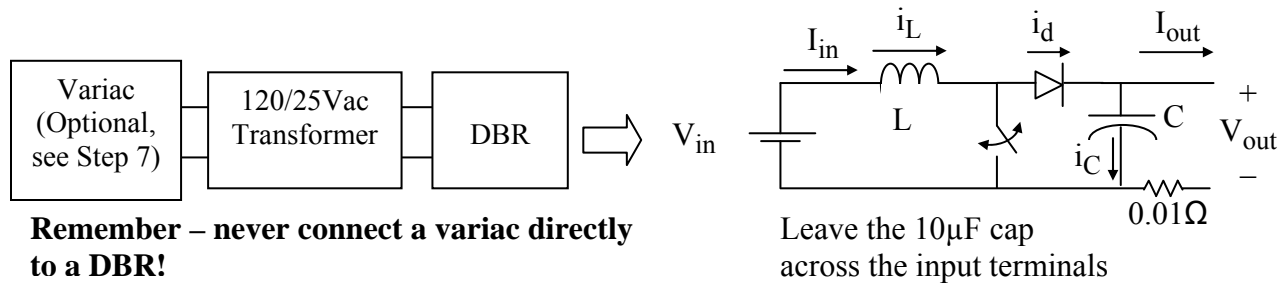 Variac
(Optional,
see Step 7)
120/25Vac
Transformer
DBR
Remember – never connect a variac directly
to a DBR!
I_in
i_L
i_d
I_out
V_in
L
C
i_C
+
V_out
−
0.01Ω
Leave the 10µF cap
across the input terminals